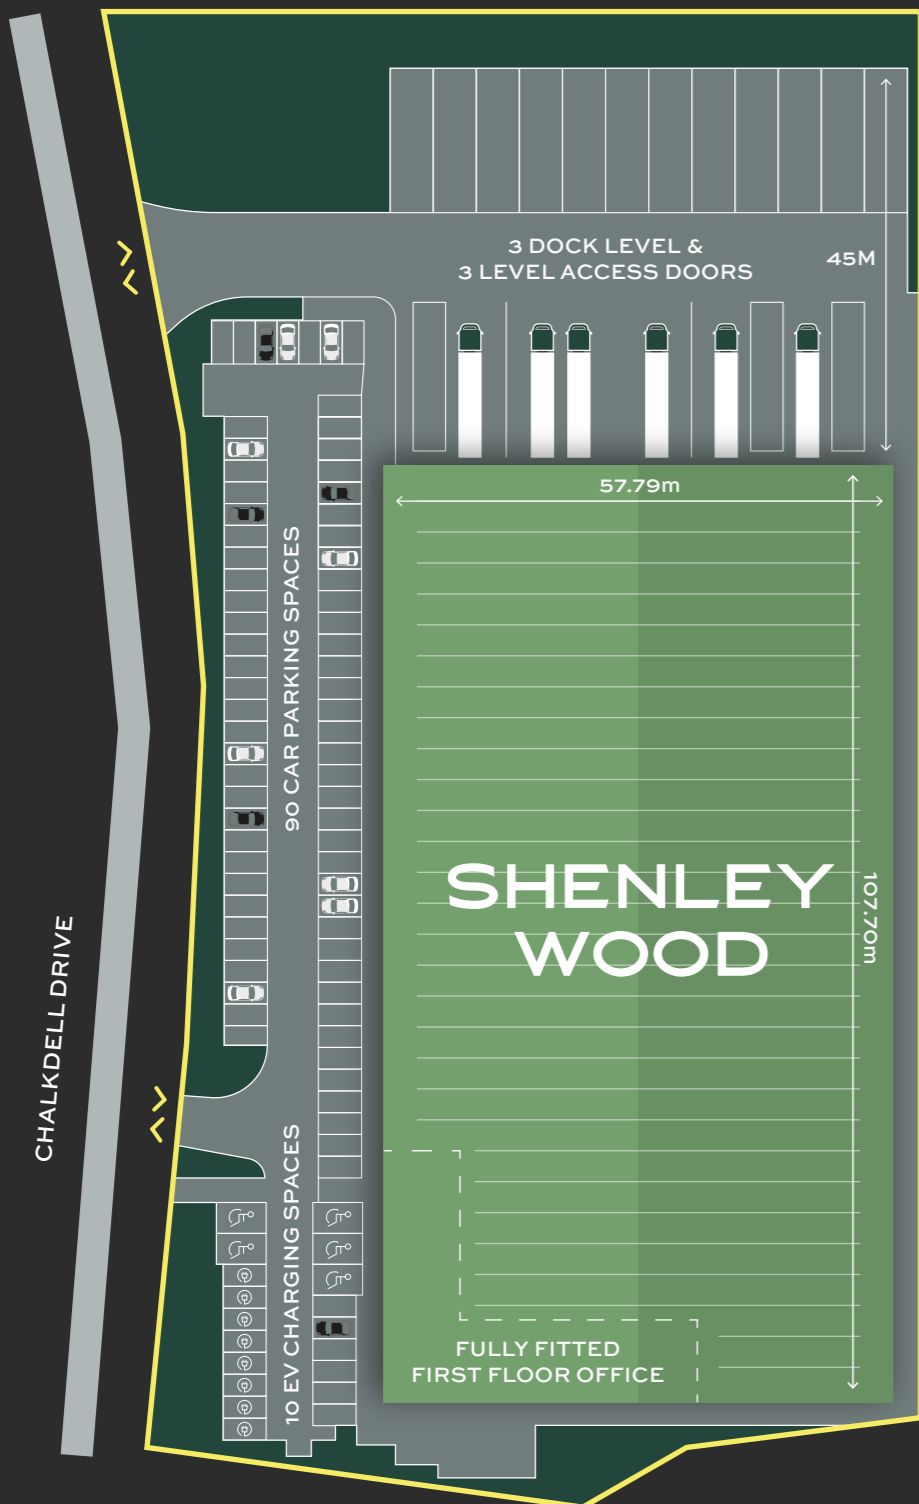 3 DOCK LEVEL &
3 LEVEL ACCESS DOORS
45M
57.79m
90 CAR PARKING SPACES
SHENLEY
WOOD
107.70m
CHALKDELL DRIVE
10 EV CHARGING SPACES
FULLY FITTED
FIRST FLOOR OFFICE